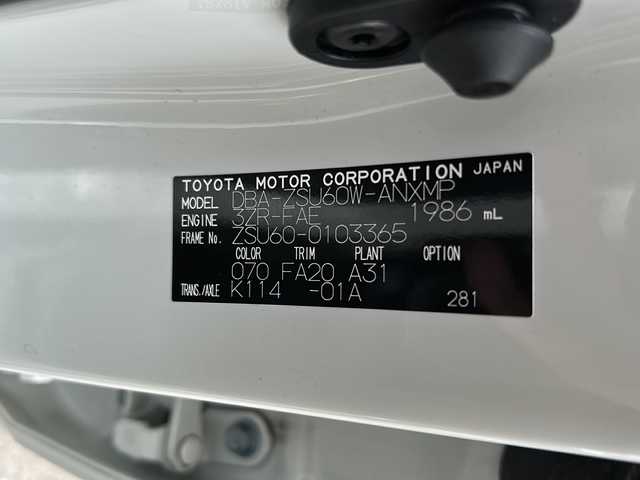 TOYOTA MOTOR CORPORATION JAPAN
MODEL DBA-ZSU60W-ANXMP
ENGINE 3ZR-FAE 1986 mL
FRAME No. ZSU60-0103365
COLOR TRIM PLANT OPTION
070 FA20 A31
TRANS./AXLE K114 -01A 281